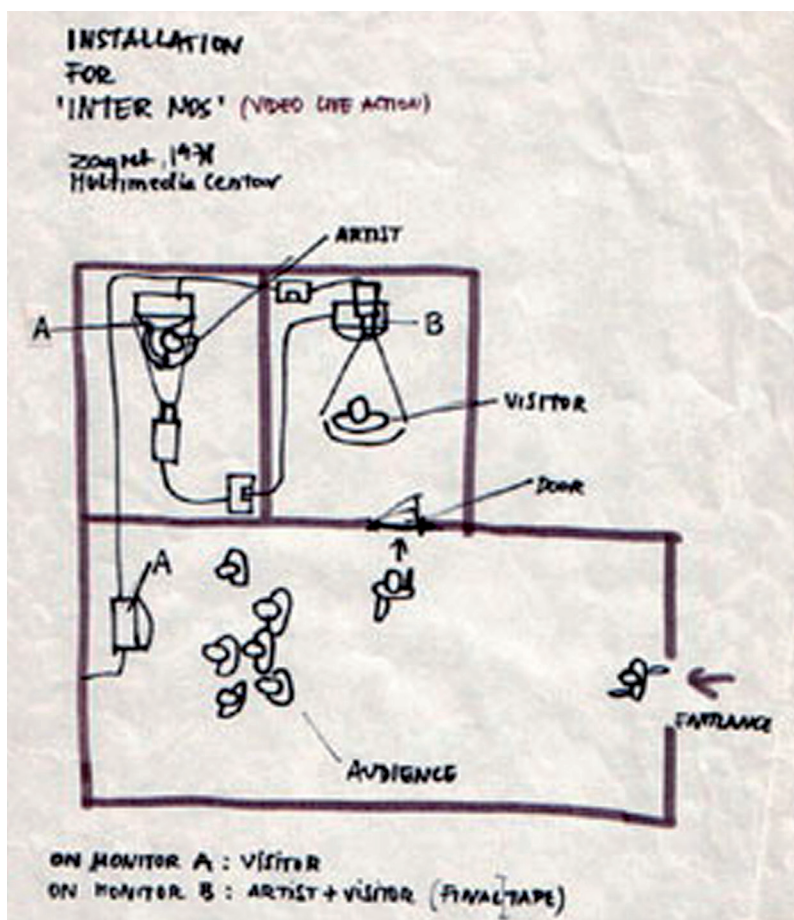 INSTALLATION
FOR
'INTER NOS' (VIDEO LIVE ACTION)
Zagreb, 1978
Multimedia Centar
ARTIST
A
B
VISITOR
DOOR
A
ENTRANCE
AUDIENCE
ON MONITOR A : VISITOR
ON MONITOR B : ARTIST + VISITOR (FINAL TAPE)